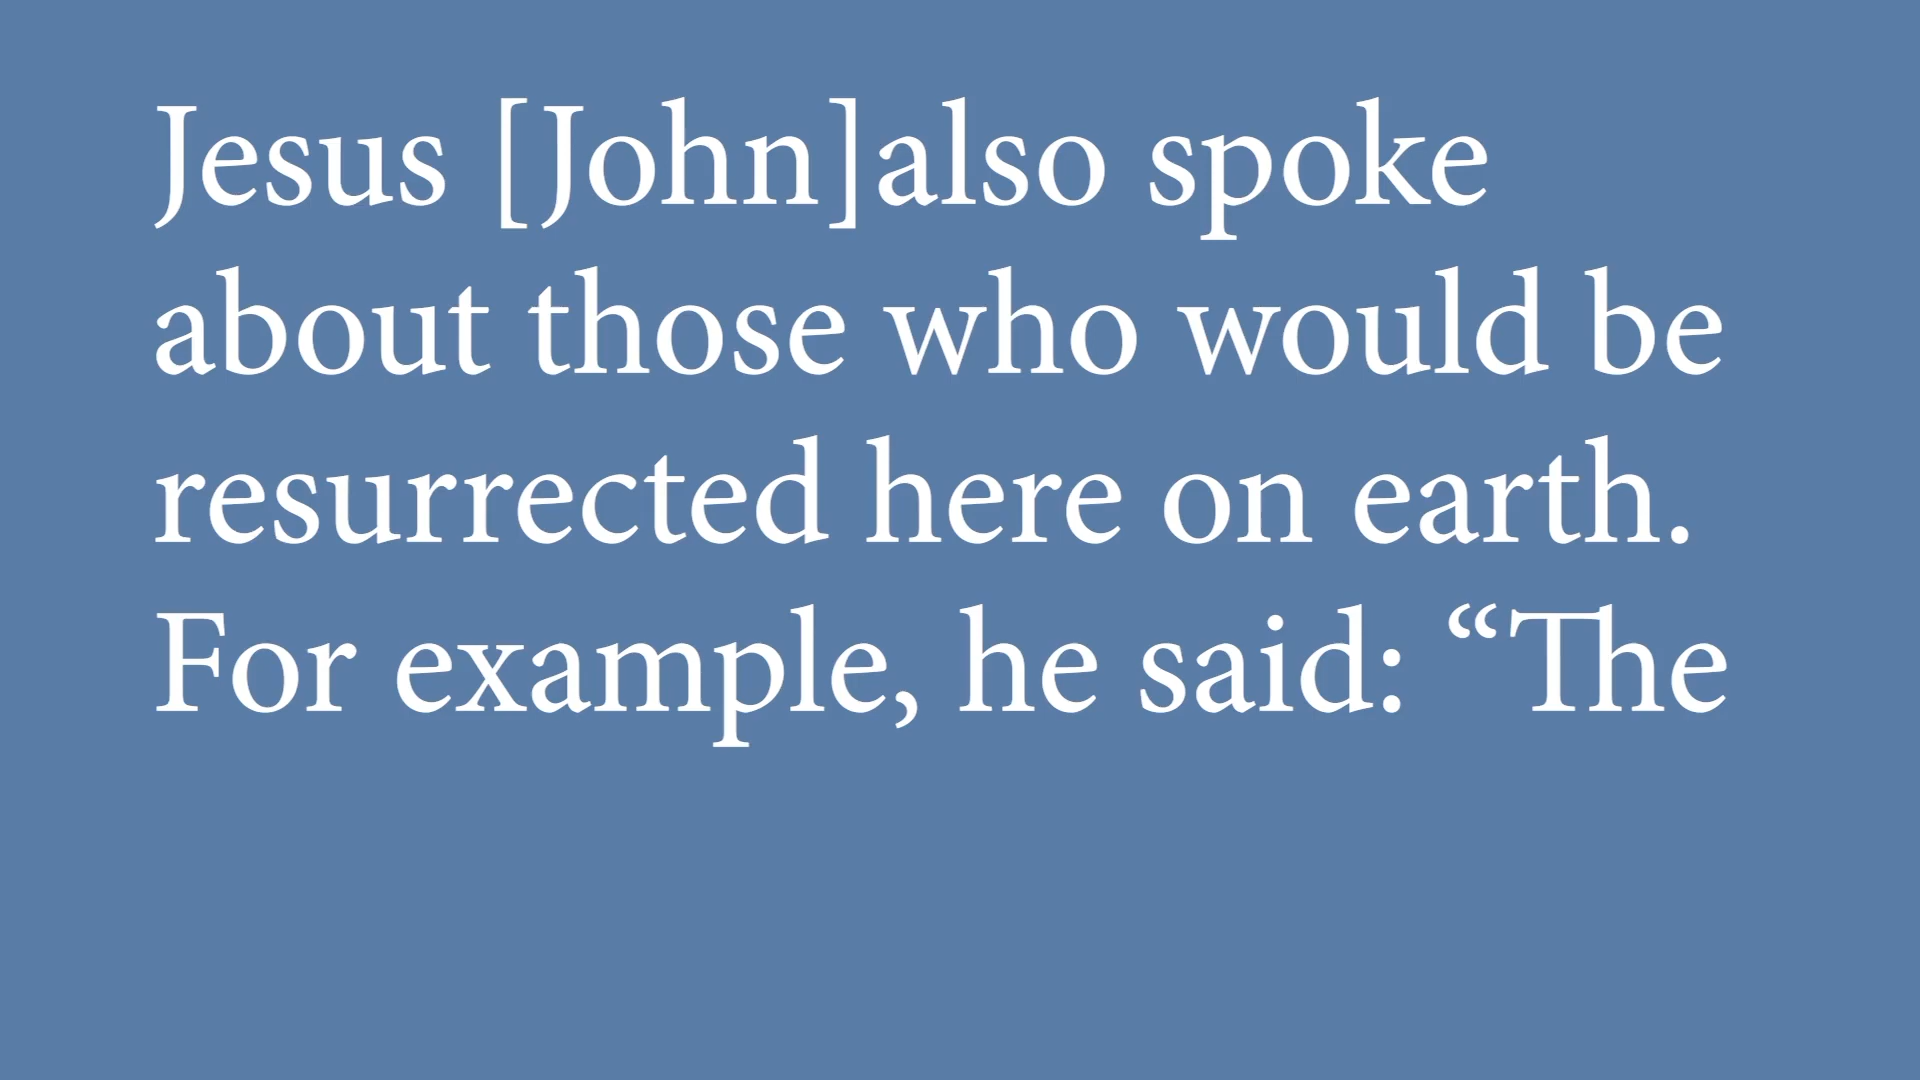 Jesus [John]also spoke
about those who would be
resurrected here on earth.
For example, he said: “The